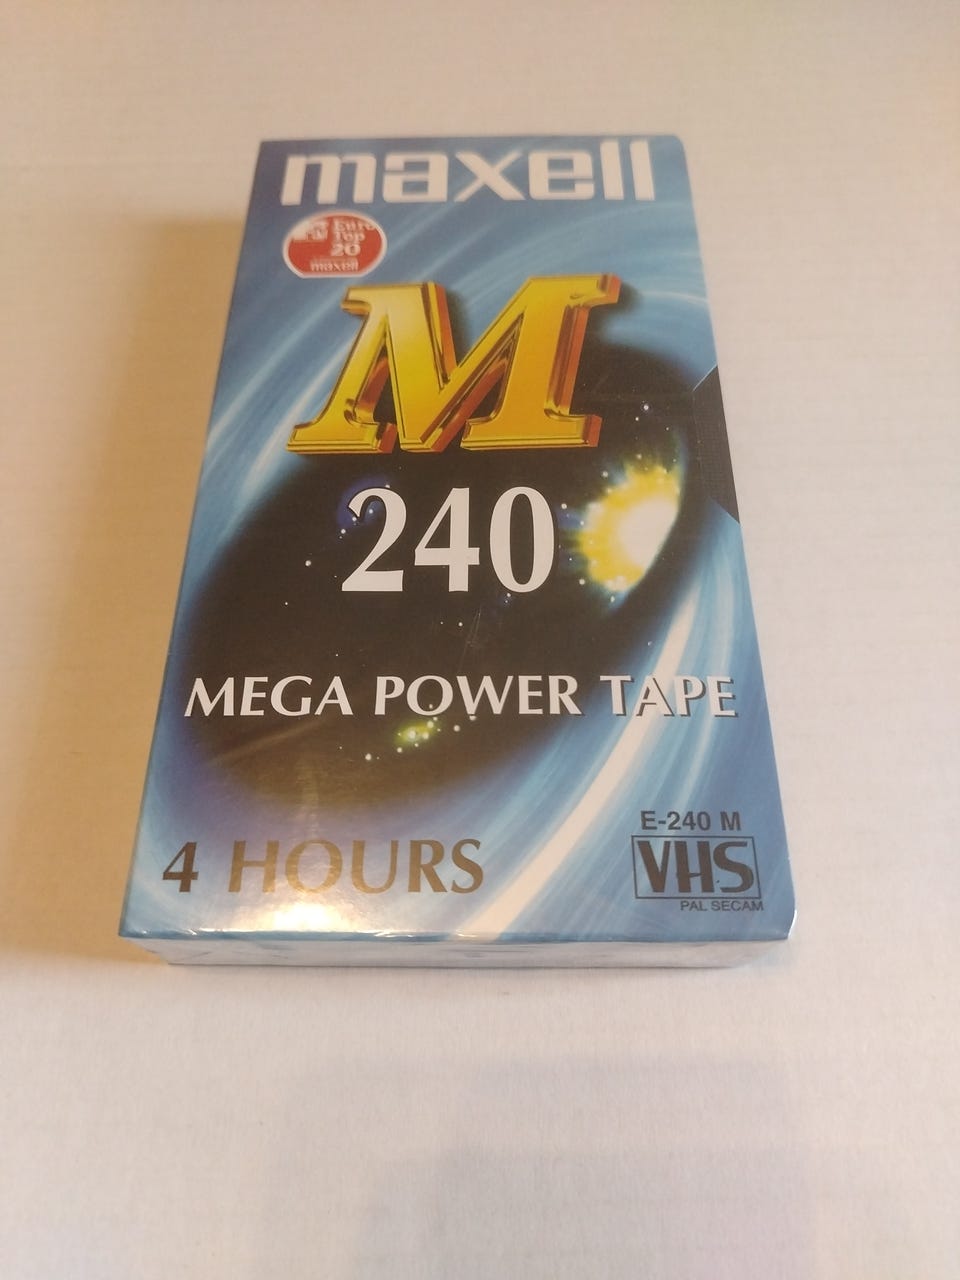 maxell
Euro
Top
20
maxell
M
240
MEGA POWER TAPE
4 HOURS
E-240 M
VHS
PAL SECAM